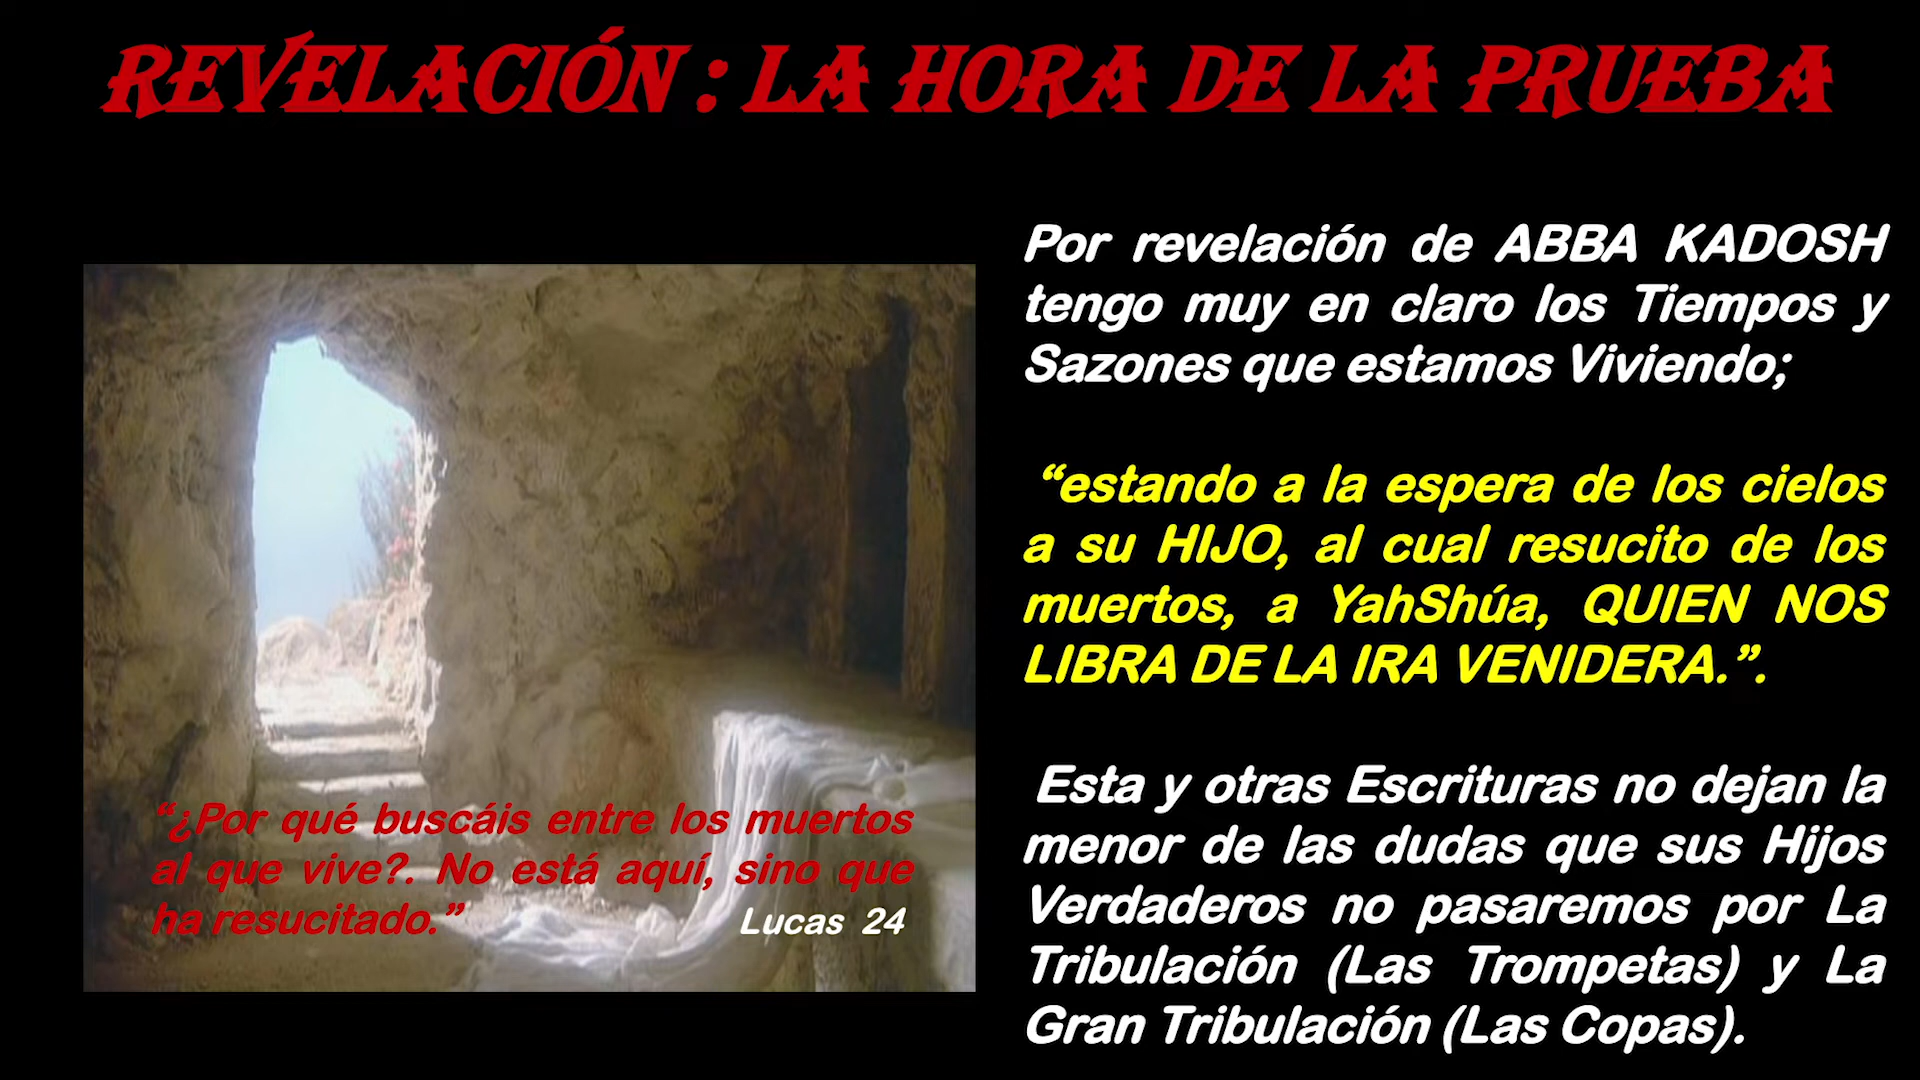 REVELACIÓN : LA HORA DE LA PRUEBA
“¿Por qué buscáis entre los muertos
al que vive?. No está aquí, sino que
ha resucitado.” Lucas 24
Por revelación de ABBA KADOSH
tengo muy en claro los Tiempos y
Sazones que estamos Viviendo;
“estando a la espera de los cielos
a su HIJO, al cual resucito de los
muertos, a YahShúa, QUIEN NOS
LIBRA DE LA IRA VENIDERA.”.
Esta y otras Escrituras no dejan la
menor de las dudas que sus Hijos
Verdaderos no pasaremos por La
Tribulación (Las Trompetas) y La
Gran Tribulación (Las Copas).